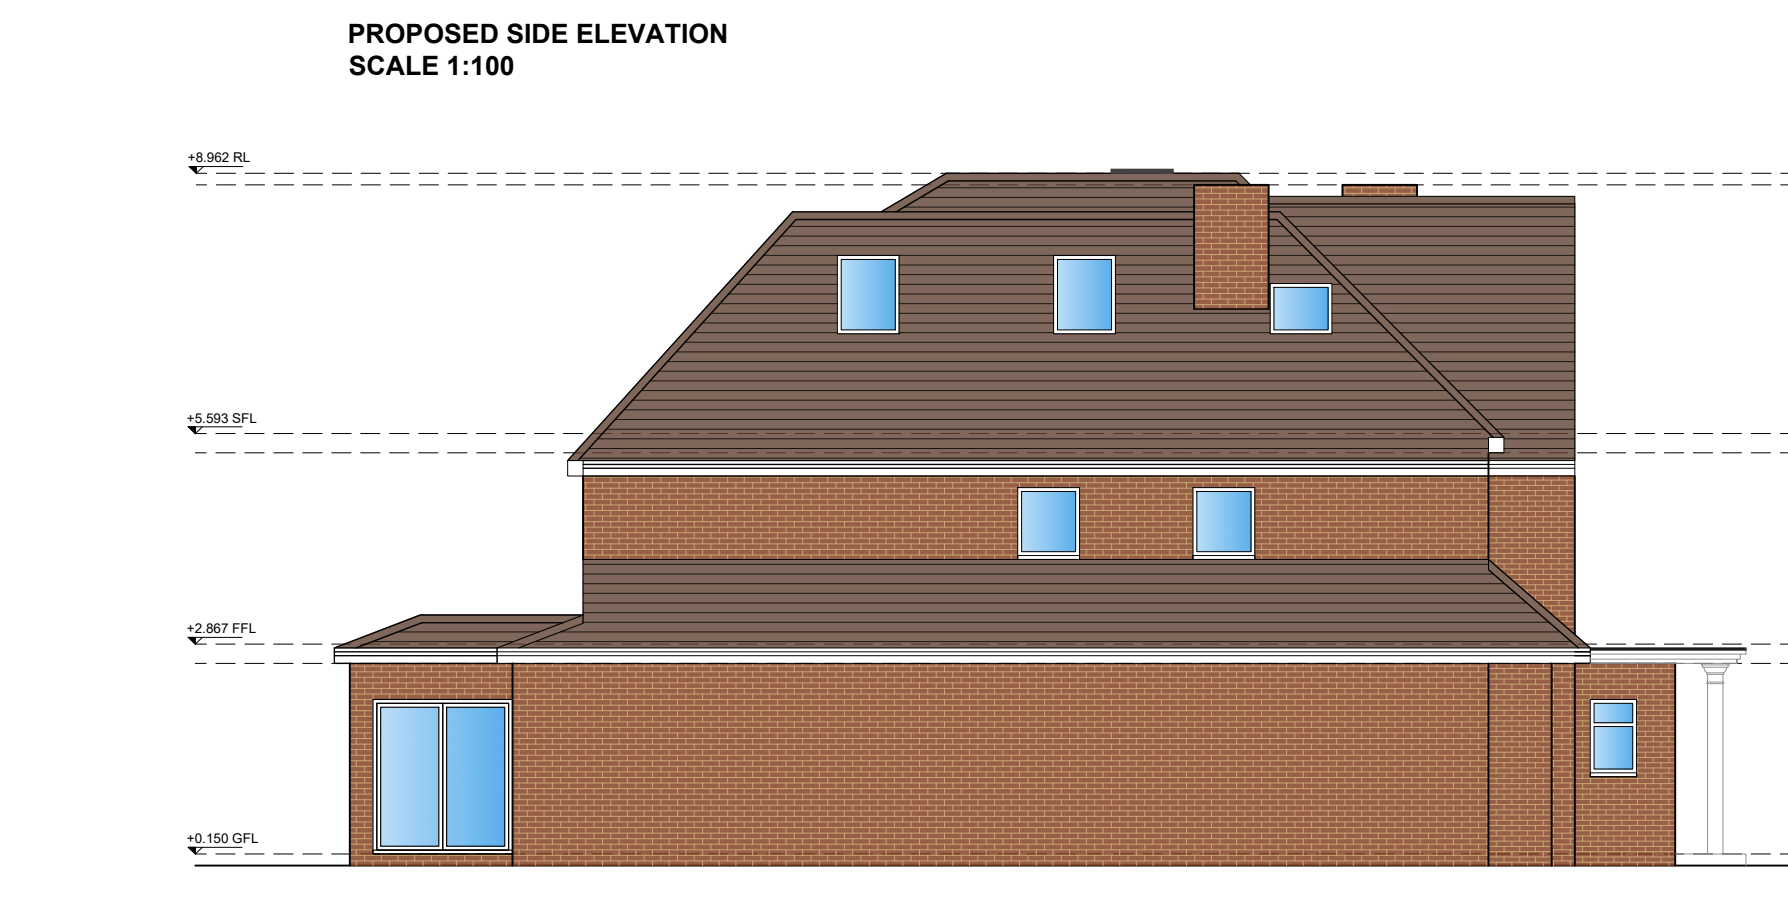 PROPOSED SIDE ELEVATION
SCALE 1:100
+8.962 RL
+5.593 SFL
+2.867 FFL
+0.150 GFL